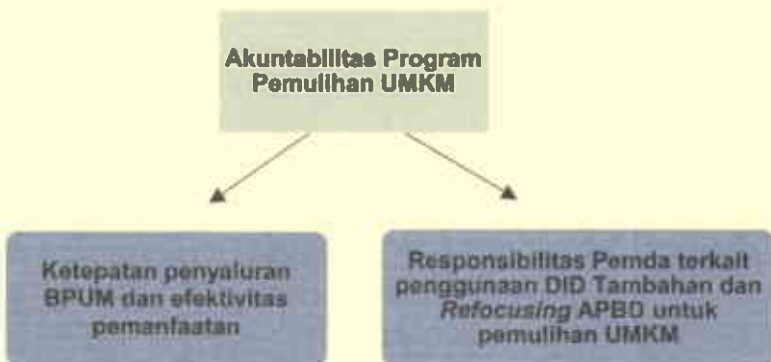 Akuntabilitas Program
Pemulihan UMKM
Ketepatan penyaluran
BPUM dan efektivitas
pemanfaatan
Responsibilitas Pemda terkait
penggunaan DID Tambahan dan
Refocusing APBD untuk
pemulihan UMKM